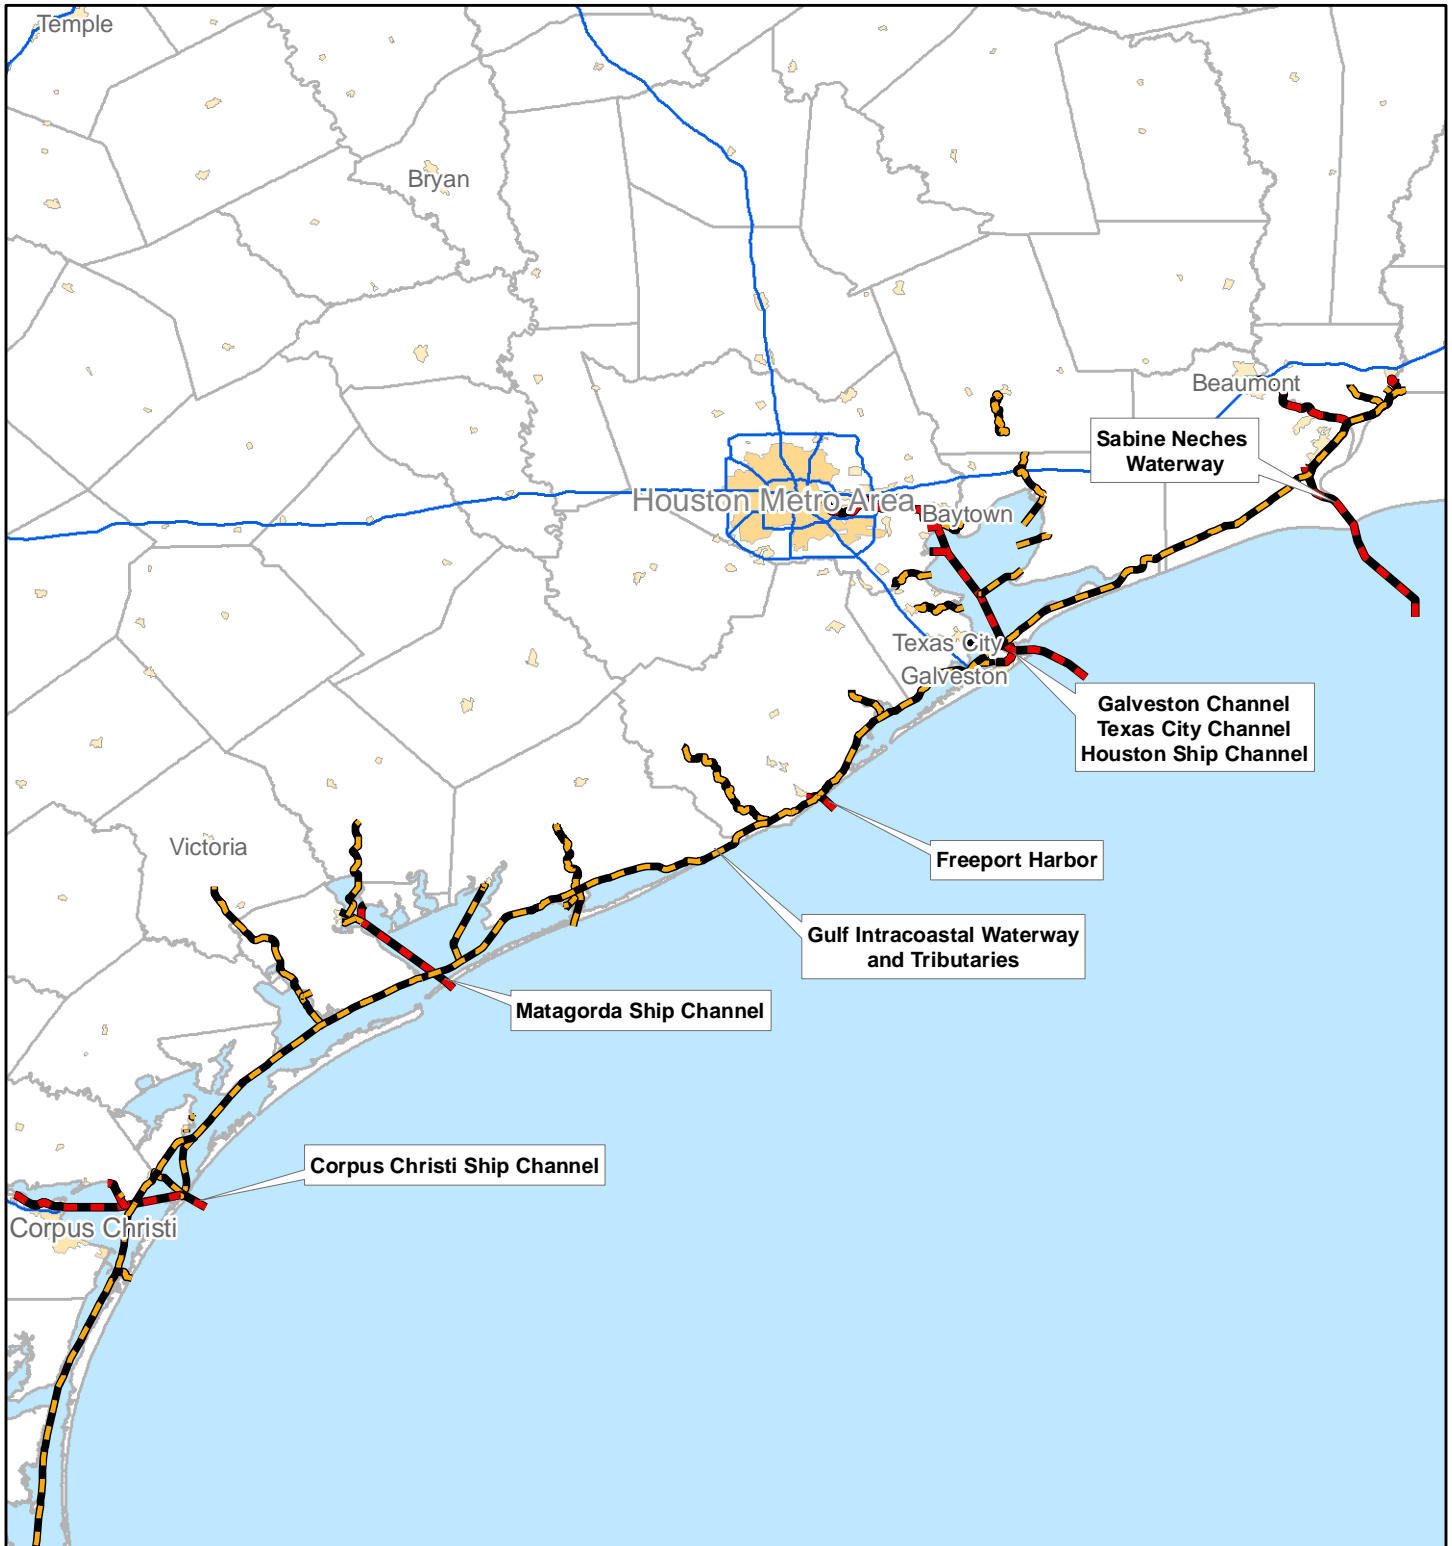 Temple
Bryan
Beaumont
Sabine Neches
Waterway
Houston Metro Area
Baytown
Texas City
Galveston
Galveston Channel
Texas City Channel
Houston Ship Channel
Victoria
Freeport Harbor
Gulf Intracoastal Waterway
and Tributaries
Matagorda Ship Channel
Corpus Christi Ship Channel
Corpus Christi